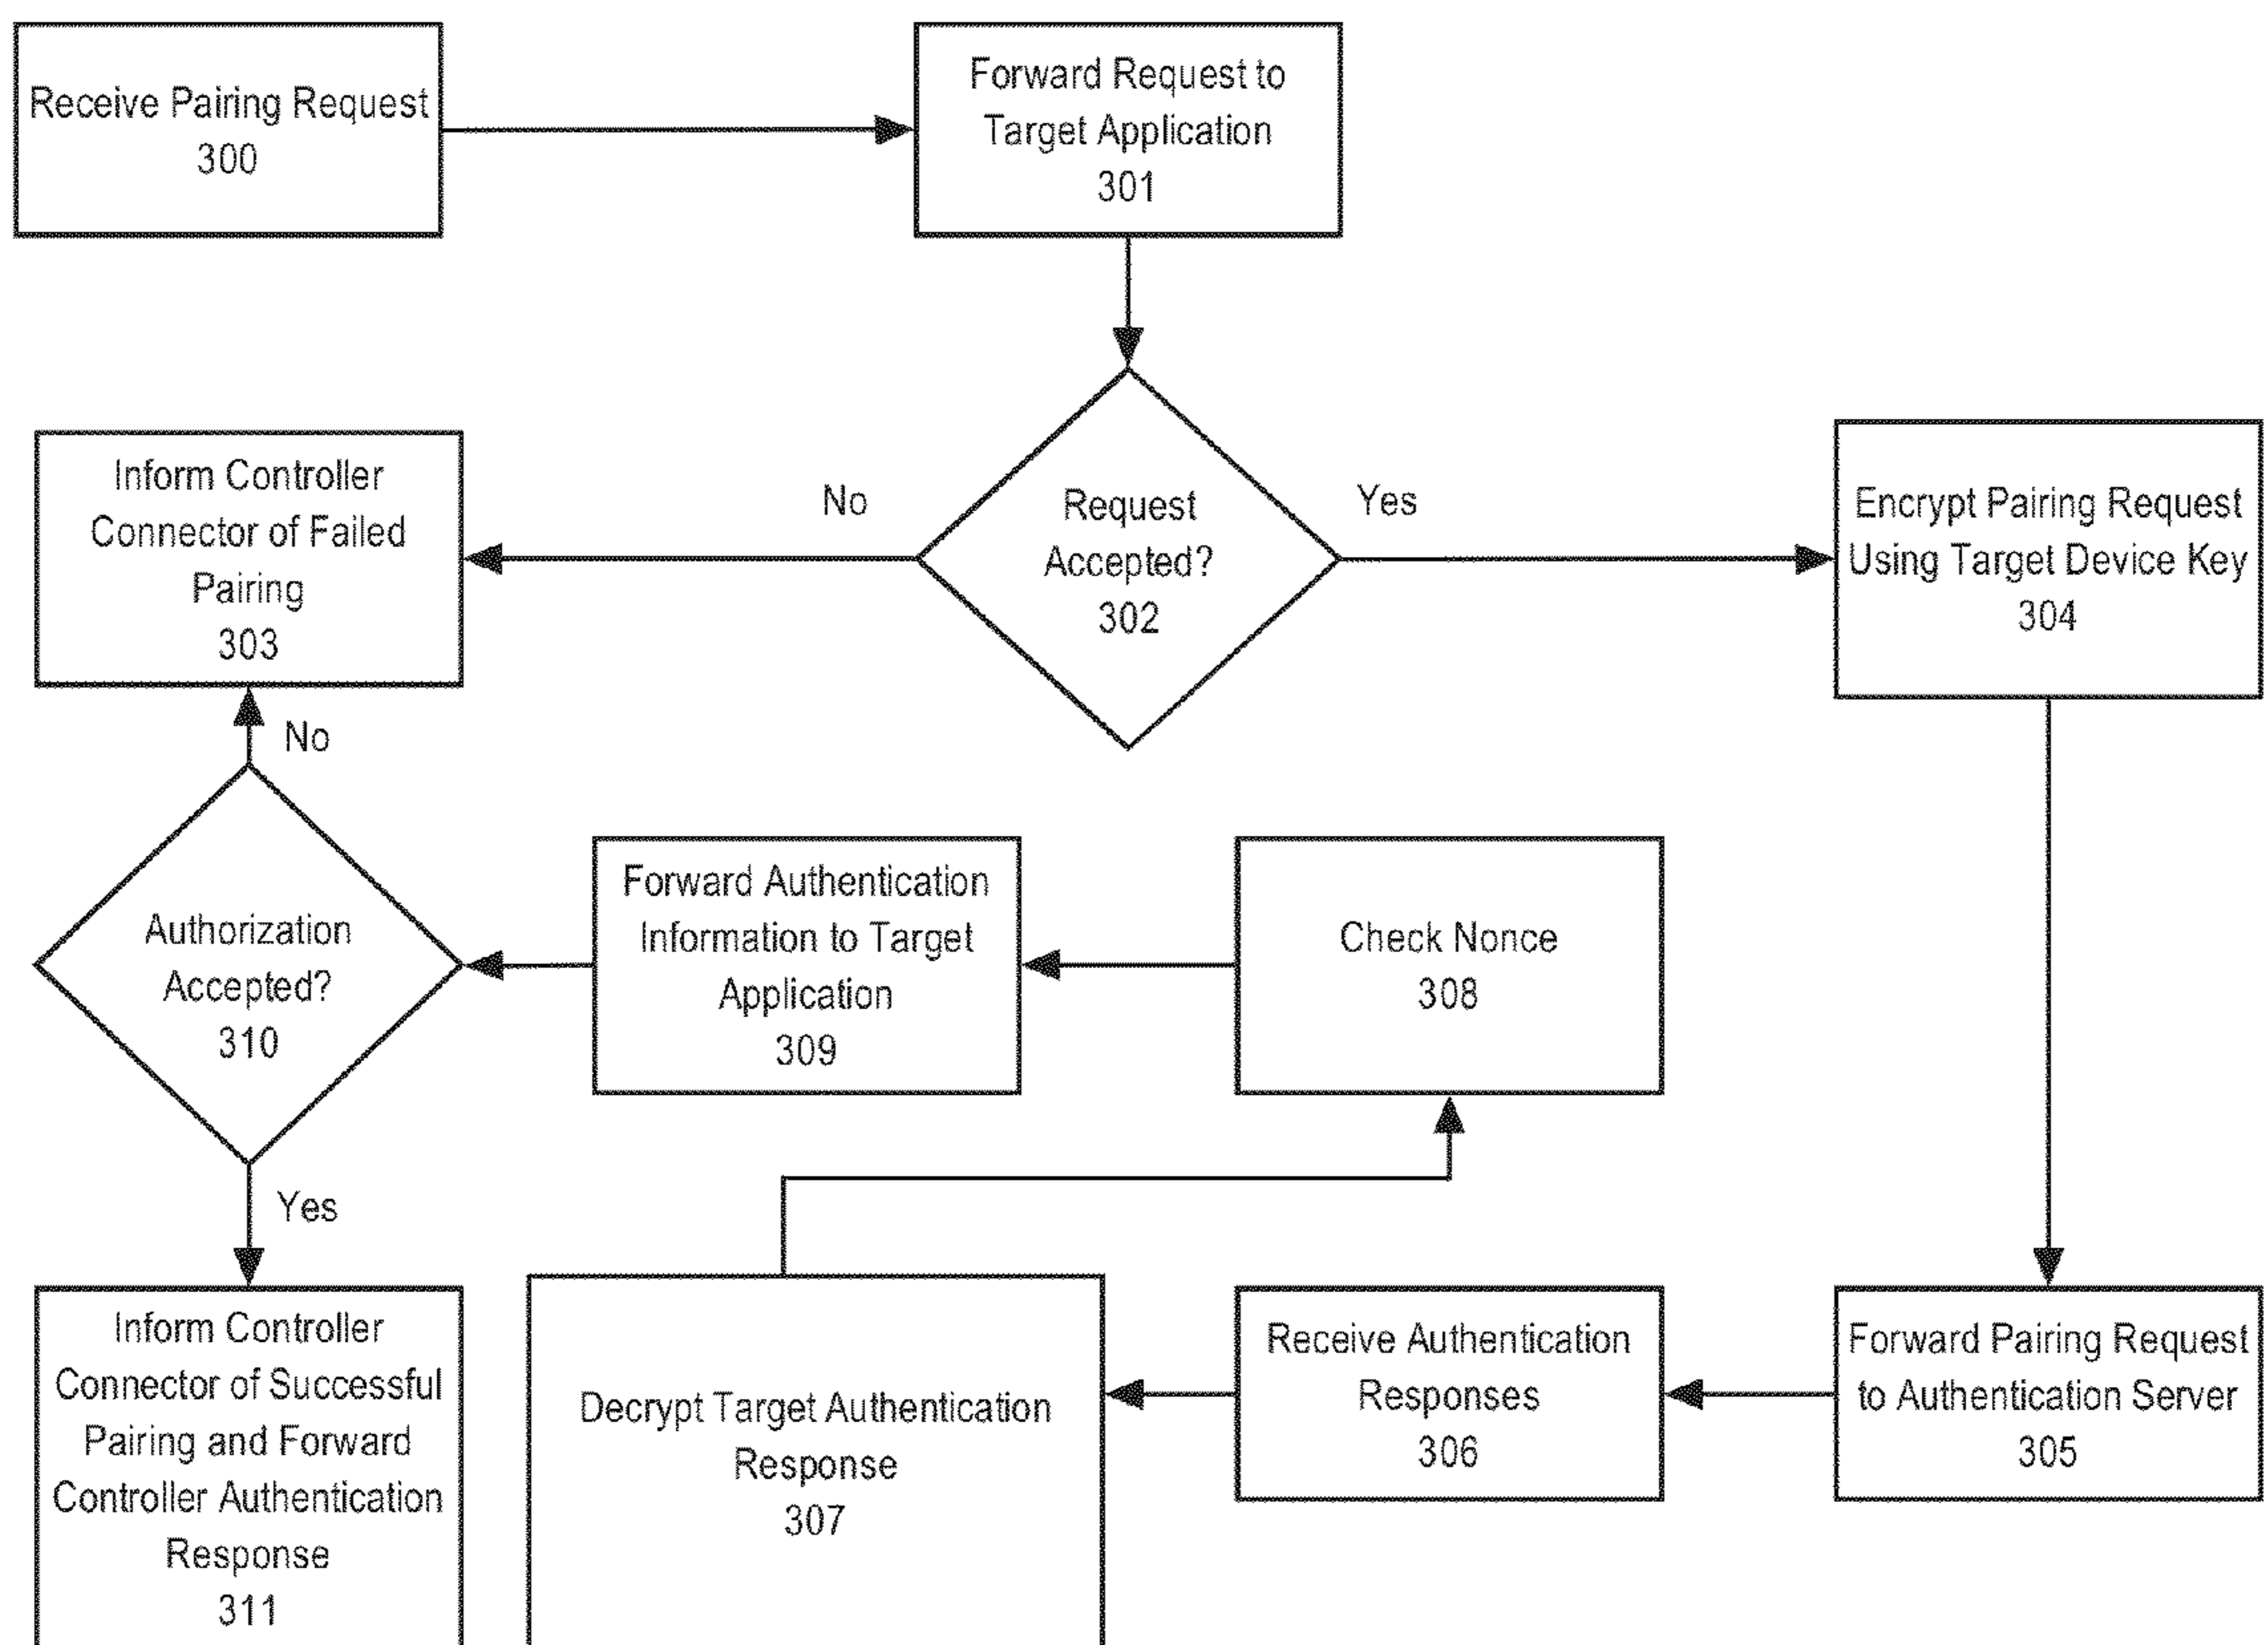 Receive Pairing Request
300
Forward Request to
Target Application
301
Request
Accepted?
302
No
Yes
Inform Controller
Connector of Failed
Pairing
303
Encrypt Pairing Request
Using Target Device Key
304
Forward Pairing Request
to Authentication Server
305
Receive Authentication
Responses
306
Decrypt Target Authentication
Response
307
Check Nonce
308
Forward Authentication
Information to Target
Application
309
Authorization
Accepted?
310
No
Yes
Inform Controller
Connector of Successful
Pairing and Forward
Controller Authentication
Response
311